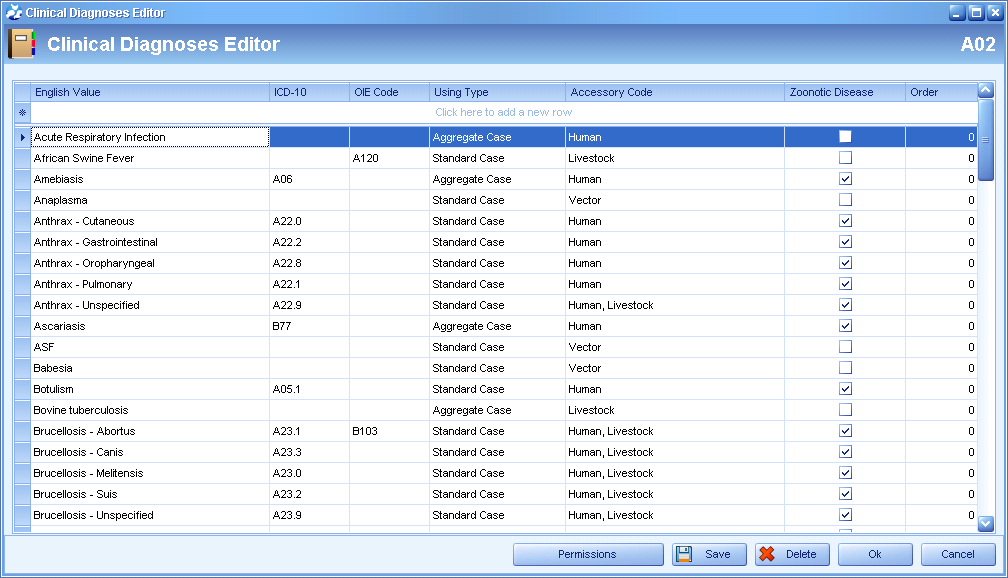 Clinical Diagnoses Editor
Clinical Diagnoses Editor A02
English Value ICD-10 OIE Code Using Type Accessory Code Zoonotic Disease Order
Click here to add a new row
Acute Respiratory Infection Aggregate Case Human 0
African Swine Fever A120 Standard Case Livestock 0
Amebiasis A06 Aggregate Case Human 0
Anaplasma Standard Case Vector 0
Anthrax - Cutaneous A22.0 Standard Case Human 0
Anthrax - Gastrointestinal A22.2 Standard Case Human 0
Anthrax - Oropharyngeal A22.8 Standard Case Human 0
Anthrax - Pulmonary A22.1 Standard Case Human 0
Anthrax - Unspecified A22.9 Standard Case Human, Livestock 0
Ascariasis B77 Aggregate Case Human 0
ASF Standard Case Vector 0
Babesia Standard Case Vector 0
Botulism A05.1 Standard Case Human 0
Bovine tuberculosis Aggregate Case Livestock 0
Brucellosis - Abortus A23.1 B103 Standard Case Human, Livestock 0
Brucellosis - Canis A23.3 Standard Case Human, Livestock 0
Brucellosis - Melitensis A23.0 Standard Case Human, Livestock 0
Brucellosis - Suis A23.2 Standard Case Human, Livestock 0
Brucellosis - Unspecified A23.9 Standard Case Human, Livestock 0
Permissions Save Delete Ok Cancel